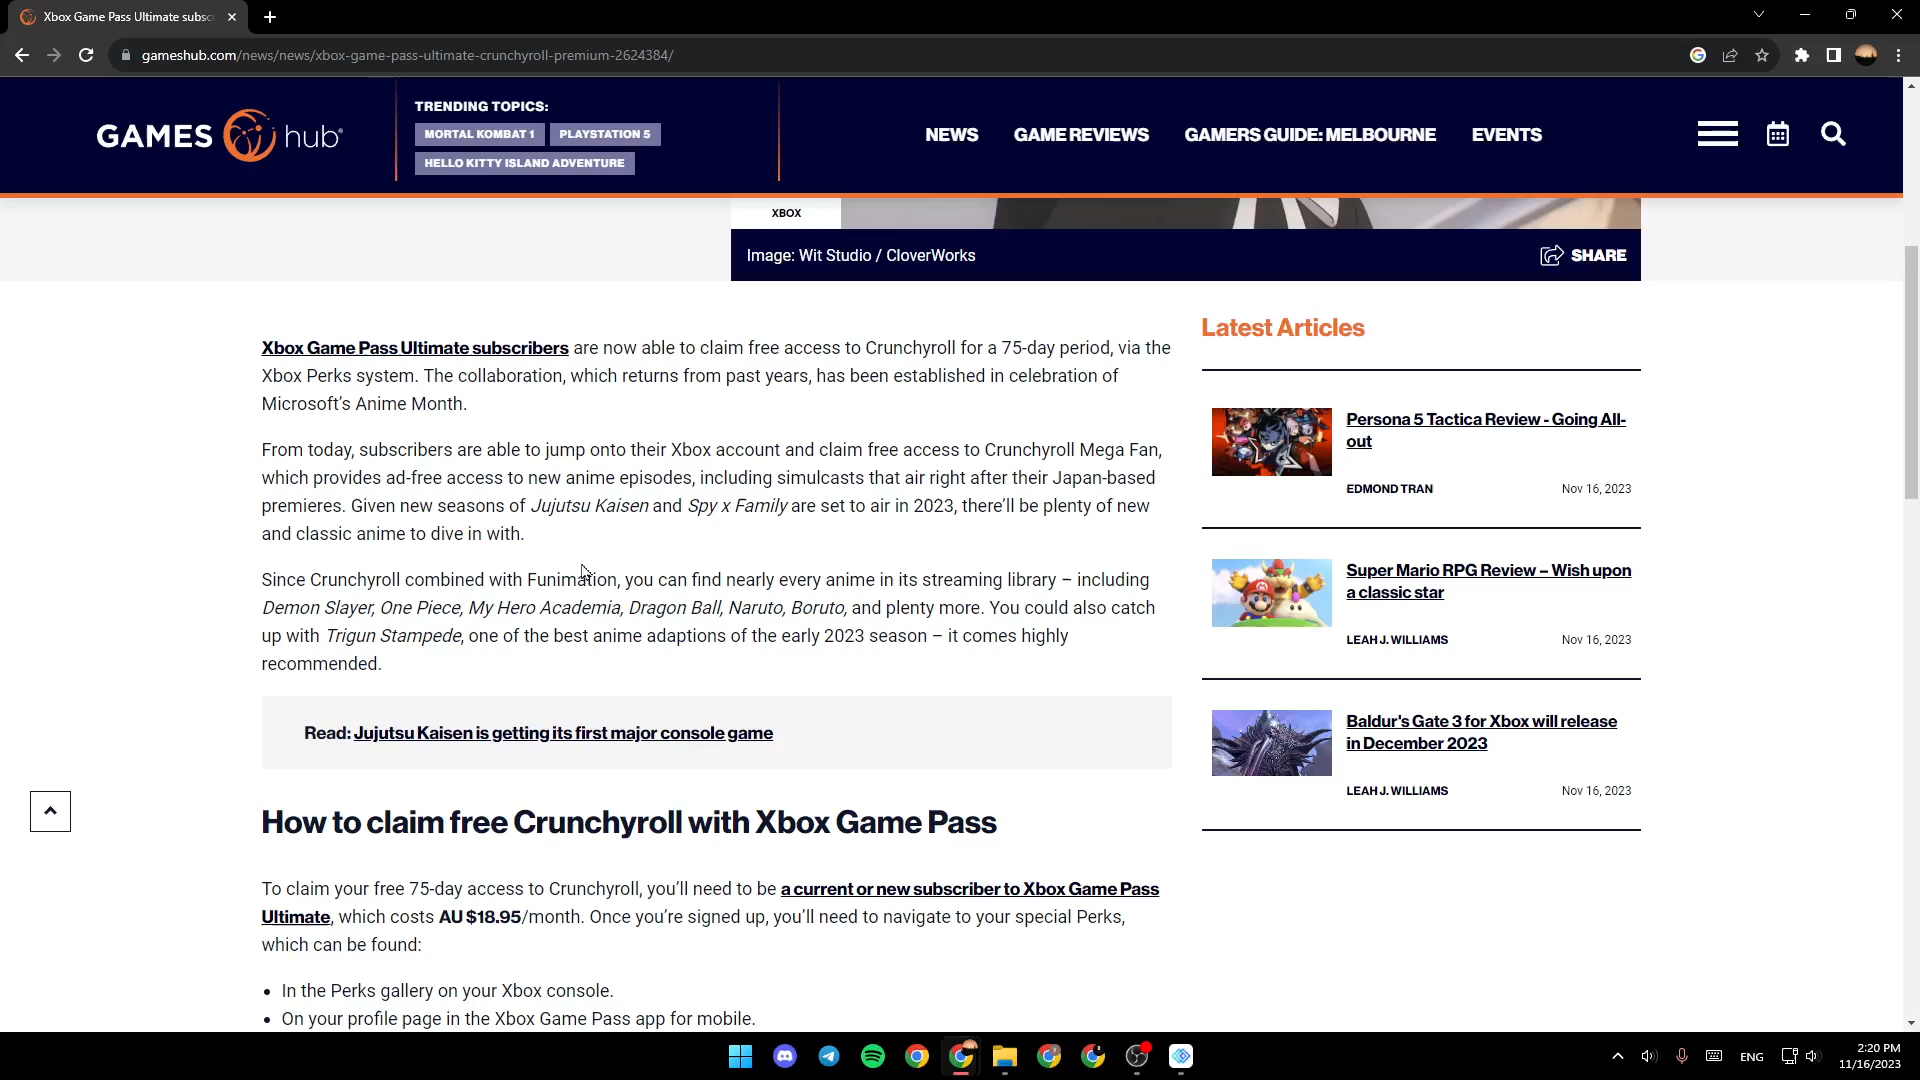 Xbox Game Pass Ultimate subsc
gameshub.com/news/news/xbox-game-pass-ultimate-crunchyroll-premium-2624384/
GAMES hub
TRENDING TOPICS:
MORTAL KOMBAT 1 PLAYSTATION 5
HELLO KITTY ISLAND ADVENTURE
NEWS GAME REVIEWS GAMERS GUIDE: MELBOURNE EVENTS
XBOX
Image: Wit Studio / CloverWorks
SHARE
Xbox Game Pass Ultimate subscribers are now able to claim free access to Crunchyroll for a 75-day period, via the
Xbox Perks system. The collaboration, which returns from past years, has been established in celebration of
Microsoft's Anime Month.
From today, subscribers are able to jump onto their Xbox account and claim free access to Crunchyroll Mega Fan,
which provides ad-free access to new anime episodes, including simulcasts that air right after their Japan-based
premieres. Given new seasons of Jujutsu Kaisen and Spy x Family are set to air in 2023, there'll be plenty of new
and classic anime to dive in with.
Since Crunchyroll combined with Funimation, you can find nearly every anime in its streaming library – including
Demon Slayer, One Piece, My Hero Academia, Dragon Ball, Naruto, Boruto, and plenty more. You could also catch
up with Trigun Stampede, one of the best anime adaptions of the early 2023 season – it comes highly
recommended.
Read: Jujutsu Kaisen is getting its first major console game
How to claim free Crunchyroll with Xbox Game Pass
To claim your free 75-day access to Crunchyroll, you'll need to be a current or new subscriber to Xbox Game Pass
Ultimate, which costs AU $18.95/month. Once you're signed up, you'll need to navigate to your special Perks,
which can be found:
• In the Perks gallery on your Xbox console.
• On your profile page in the Xbox Game Pass app for mobile.
Latest Articles
Persona 5 Tactica Review - Going All-
out
EDMOND TRAN Nov 16, 2023
Super Mario RPG Review – Wish upon
a classic star
LEAH J. WILLIAMS Nov 16, 2023
Baldur's Gate 3 for Xbox will release
in December 2023
LEAH J. WILLIAMS Nov 16, 2023
ENG
2:20 PM
11/16/2023